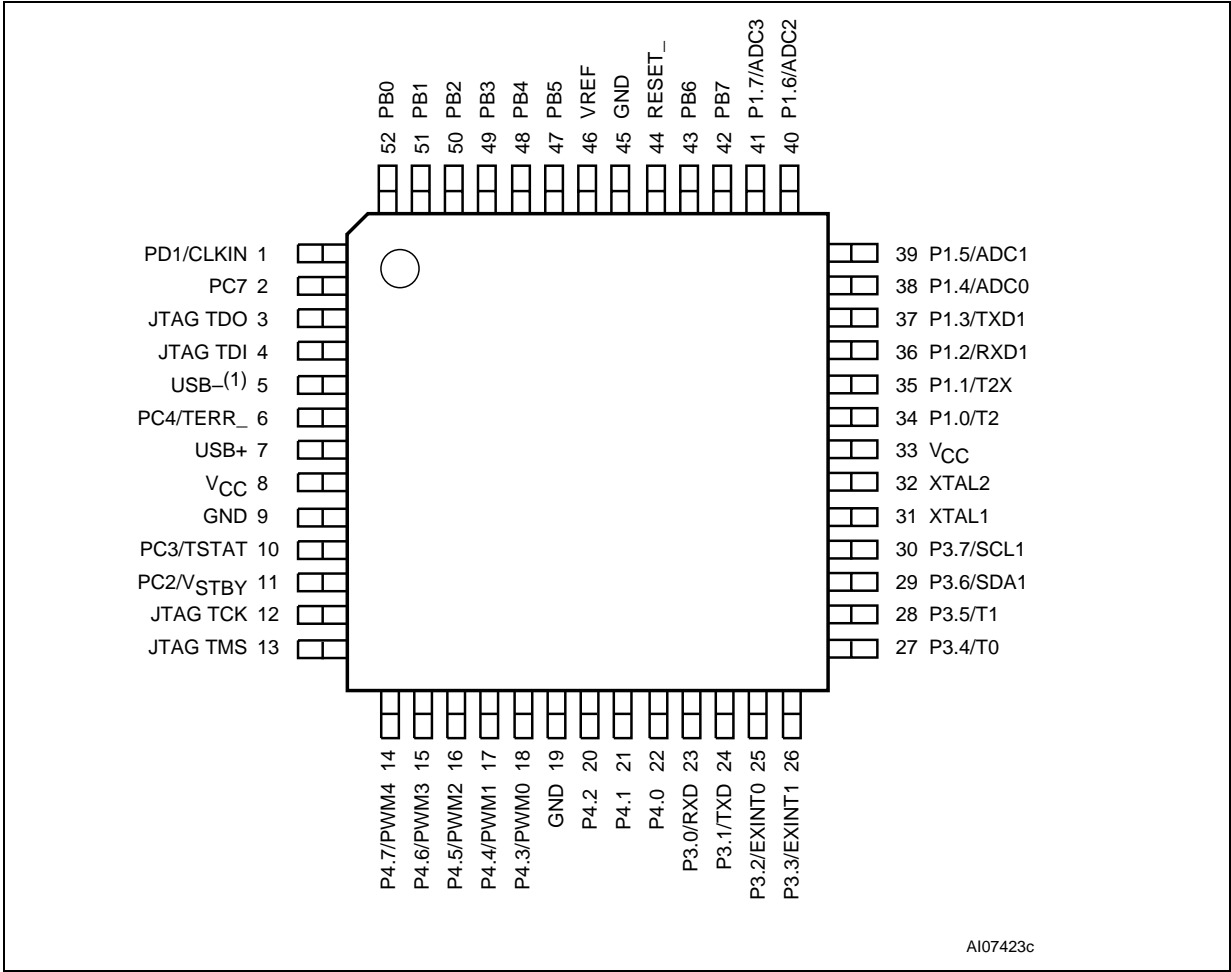 52 PB0
51 PB1
50 PB2
49 PB3
48 PB4
47 PB5
46 VREF
45 GND
44 RESET_
43 PB6
42 PB7
41 P1.7/ADC3
40 P1.6/ADC2
PD1/CLKIN 1
PC7 2
JTAG TDO 3
JTAG TDI 4
USB–(1) 5
PC4/TERR_ 6
USB+ 7
VCC 8
GND 9
PC3/TSTAT 10
PC2/VSTBY 11
JTAG TCK 12
JTAG TMS 13
39 P1.5/ADC1
38 P1.4/ADC0
37 P1.3/TXD1
36 P1.2/RXD1
35 P1.1/T2X
34 P1.0/T2
33 VCC
32 XTAL2
31 XTAL1
30 P3.7/SCL1
29 P3.6/SDA1
28 P3.5/T1
27 P3.4/T0
P4.7/PWM4 14
P4.6/PWM3 15
P4.5/PWM2 16
P4.4/PWM1 17
P4.3/PWM0 18
GND 19
P4.2 20
P4.1 21
P4.0 22
P3.0/RXD 23
P3.1/TXD 24
P3.2/EXINT0 25
P3.3/EXINT1 26
AI07423c